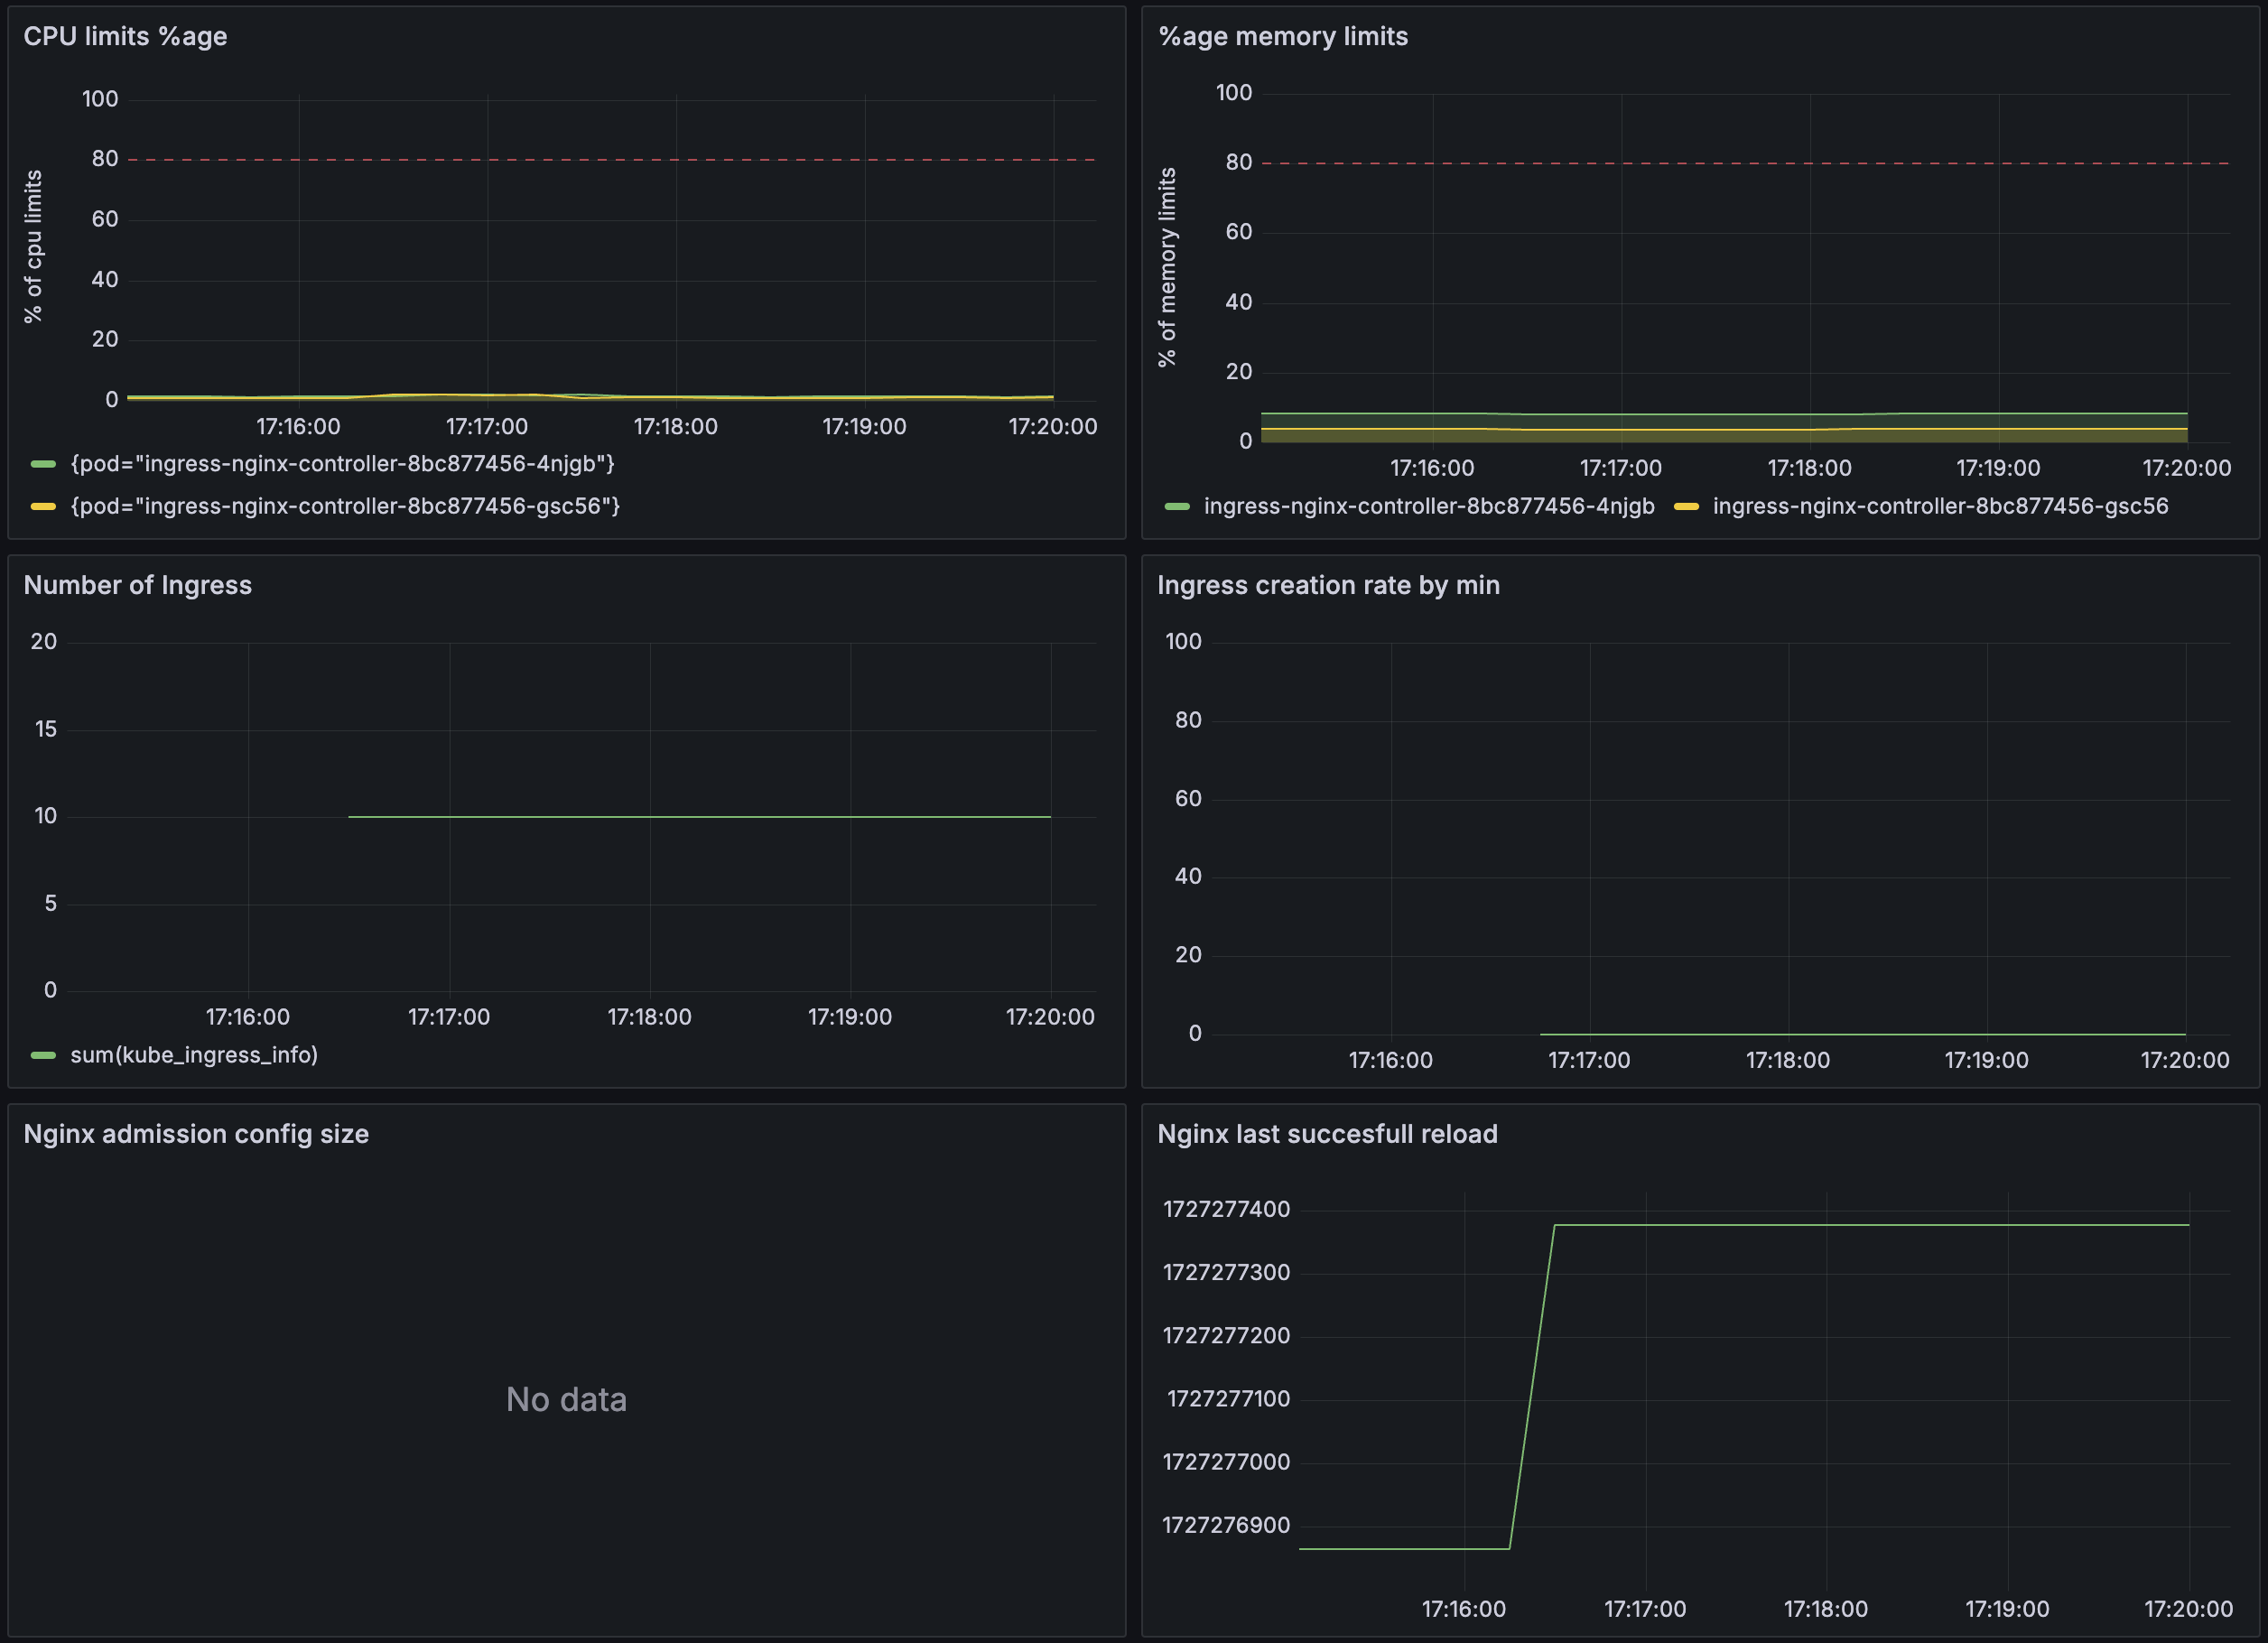 CPU limits %age
% of cpu limits
100
80
60
40
20
0
17:16:00 17:17:00 17:18:00 17:19:00 17:20:00
{pod="ingress-nginx-controller-8bc877456-4njgb"}
{pod="ingress-nginx-controller-8bc877456-gsc56"}
%age memory limits
% of memory limits
100
80
60
40
20
0
17:16:00 17:17:00 17:18:00 17:19:00 17:20:00
ingress-nginx-controller-8bc877456-4njgb ingress-nginx-controller-8bc877456-gsc56
Number of Ingress
20
15
10
5
0
17:16:00 17:17:00 17:18:00 17:19:00 17:20:00
sum(kube_ingress_info)
Ingress creation rate by min
100
80
60
40
20
0
17:16:00 17:17:00 17:18:00 17:19:00 17:20:00
Nginx admission config size
No data
Nginx last succesfull reload
1727277400
1727277300
1727277200
1727277100
1727277000
1727276900
17:16:00 17:17:00 17:18:00 17:19:00 17:20:00